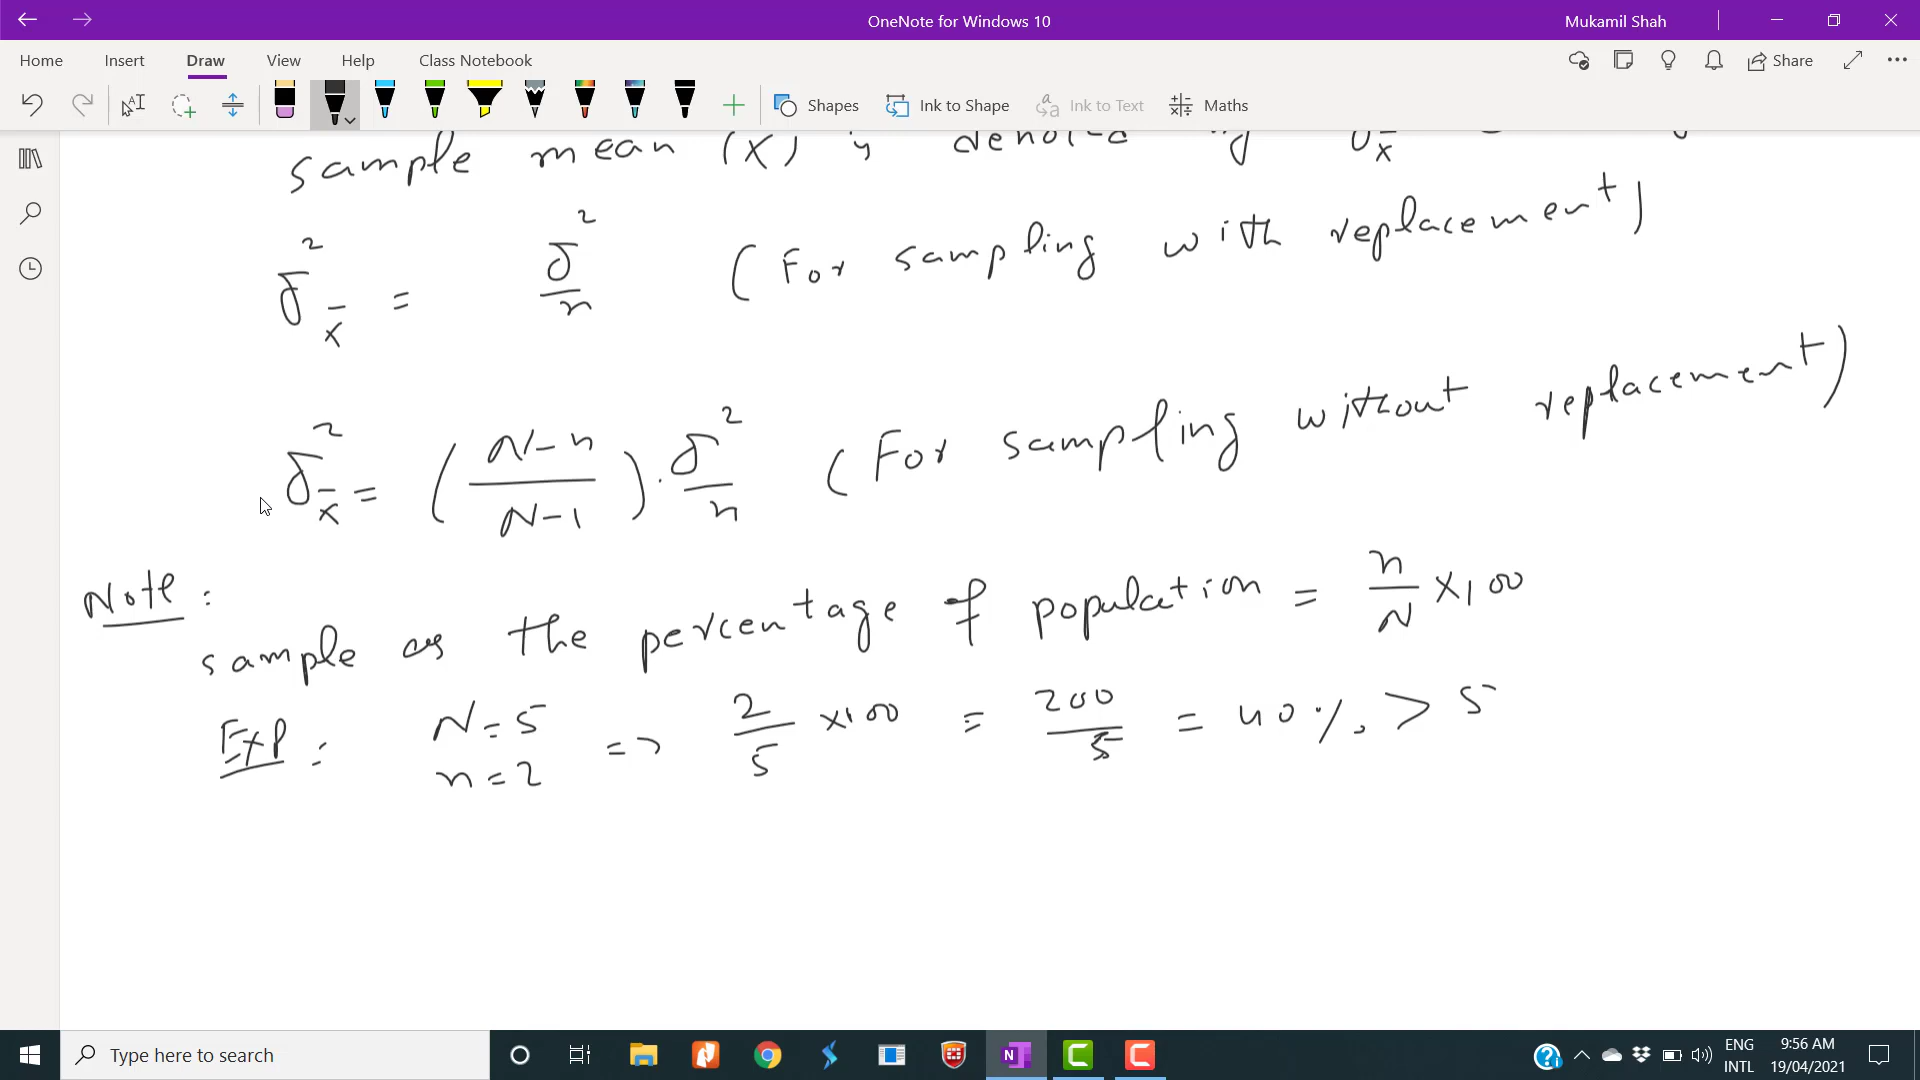 OneNote for Windows 10
Mukamil Shah
Home Insert Draw View Help Class Notebook
Share
Shapes Ink to Shape Ink to Text Maths
sample mean (x) is denoted by σx̄
σ²x̄ = σ²/n (For sampling with replacement)
σ²x̄ = (N-n/N-1) . σ²/n (For sampling without replacement)
Note :
sample as the percentage of population = n/N x100
Exp : N = 5 => 2/5 x100 = 200/5 = 40%. > 5
n = 2
Type here to search
ENG 9:56 AM
INTL 19/04/2021